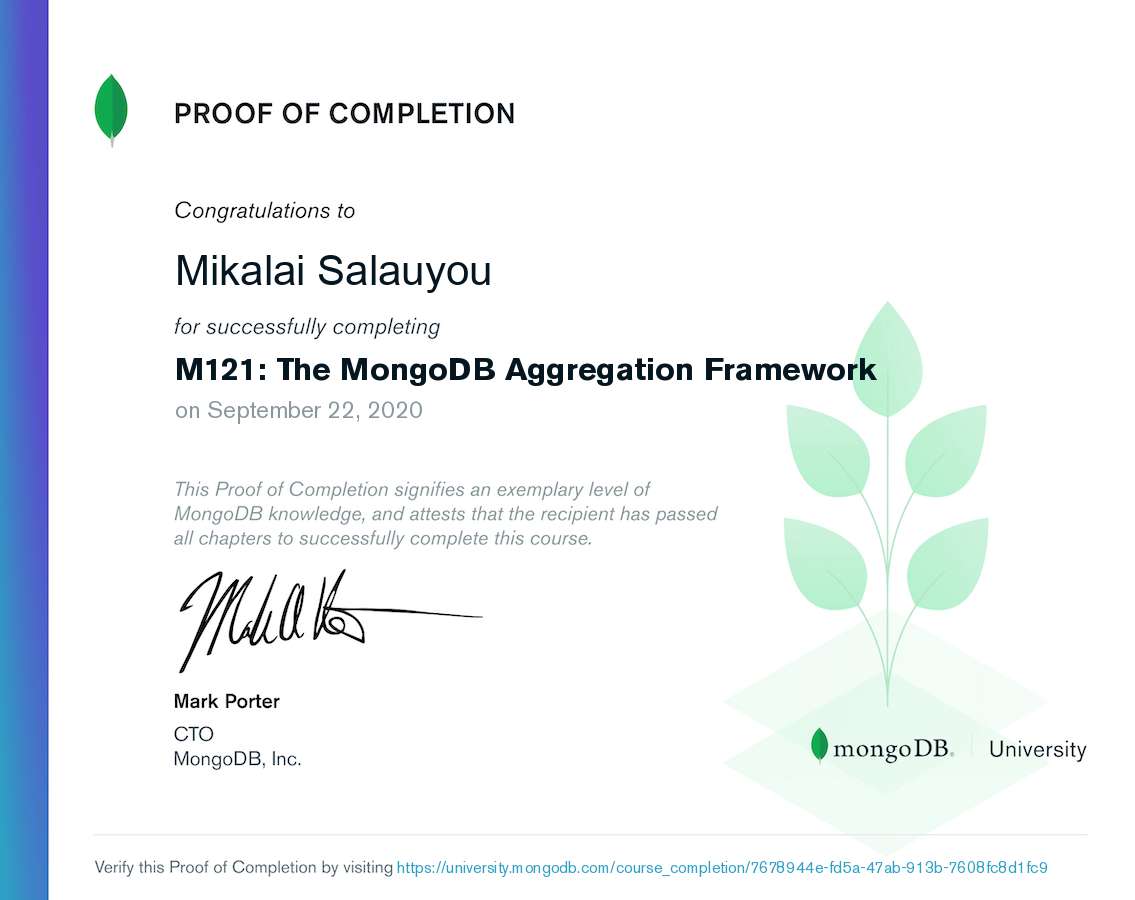 PROOF OF COMPLETION
Congratulations to
Mikalai Salauyou
for successfully completing
M121: The MongoDB Aggregation Framework
on September 22, 2020
This Proof of Completion signifies an exemplary level of
MongoDB knowledge, and attests that the recipient has passed
all chapters to successfully complete this course.
Mark Porter
CTO
MongoDB, Inc.
mongoDB® | University
Verify this Proof of Completion by visiting https://university.mongodb.com/course_completion/7678944e-fd5a-47ab-913b-7608fc8d1fc9